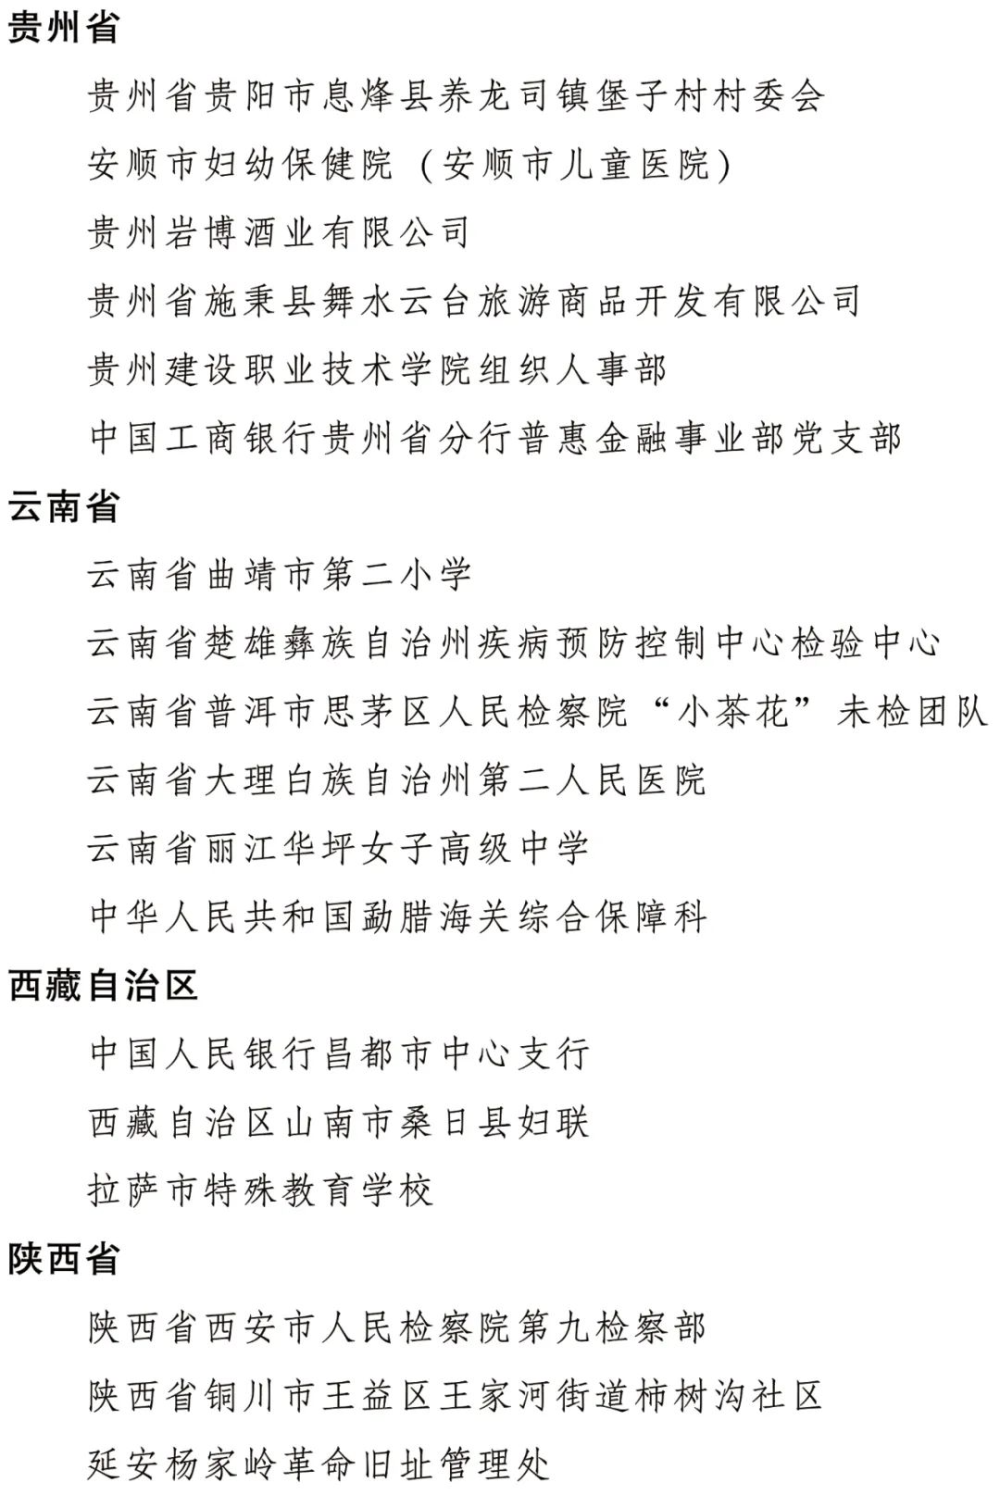 贵州省
贵州省贵阳市息烽县养龙司镇堡子村村委会
安顺市妇幼保健院（安顺市儿童医院）
贵州岩博酒业有限公司
贵州省施秉县舞水云台旅游商品开发有限公司
贵州建设职业技术学院组织人事部
中国工商银行贵州省分行普惠金融事业部党支部
云南省
云南省曲靖市第二小学
云南省楚雄彝族自治州疾病预防控制中心检验中心
云南省普洱市思茅区人民检察院“小茶花”未检团队
云南省大理白族自治州第二人民医院
云南省丽江华坪女子高级中学
中华人民共和国勐腊海关综合保障科
西藏自治区
中国人民银行昌都市中心支行
西藏自治区山南市桑日县妇联
拉萨市特殊教育学校
陕西省
陕西省西安市人民检察院第九检察部
陕西省铜川市王益区王家河街道柿树沟社区
延安杨家岭革命旧址管理处